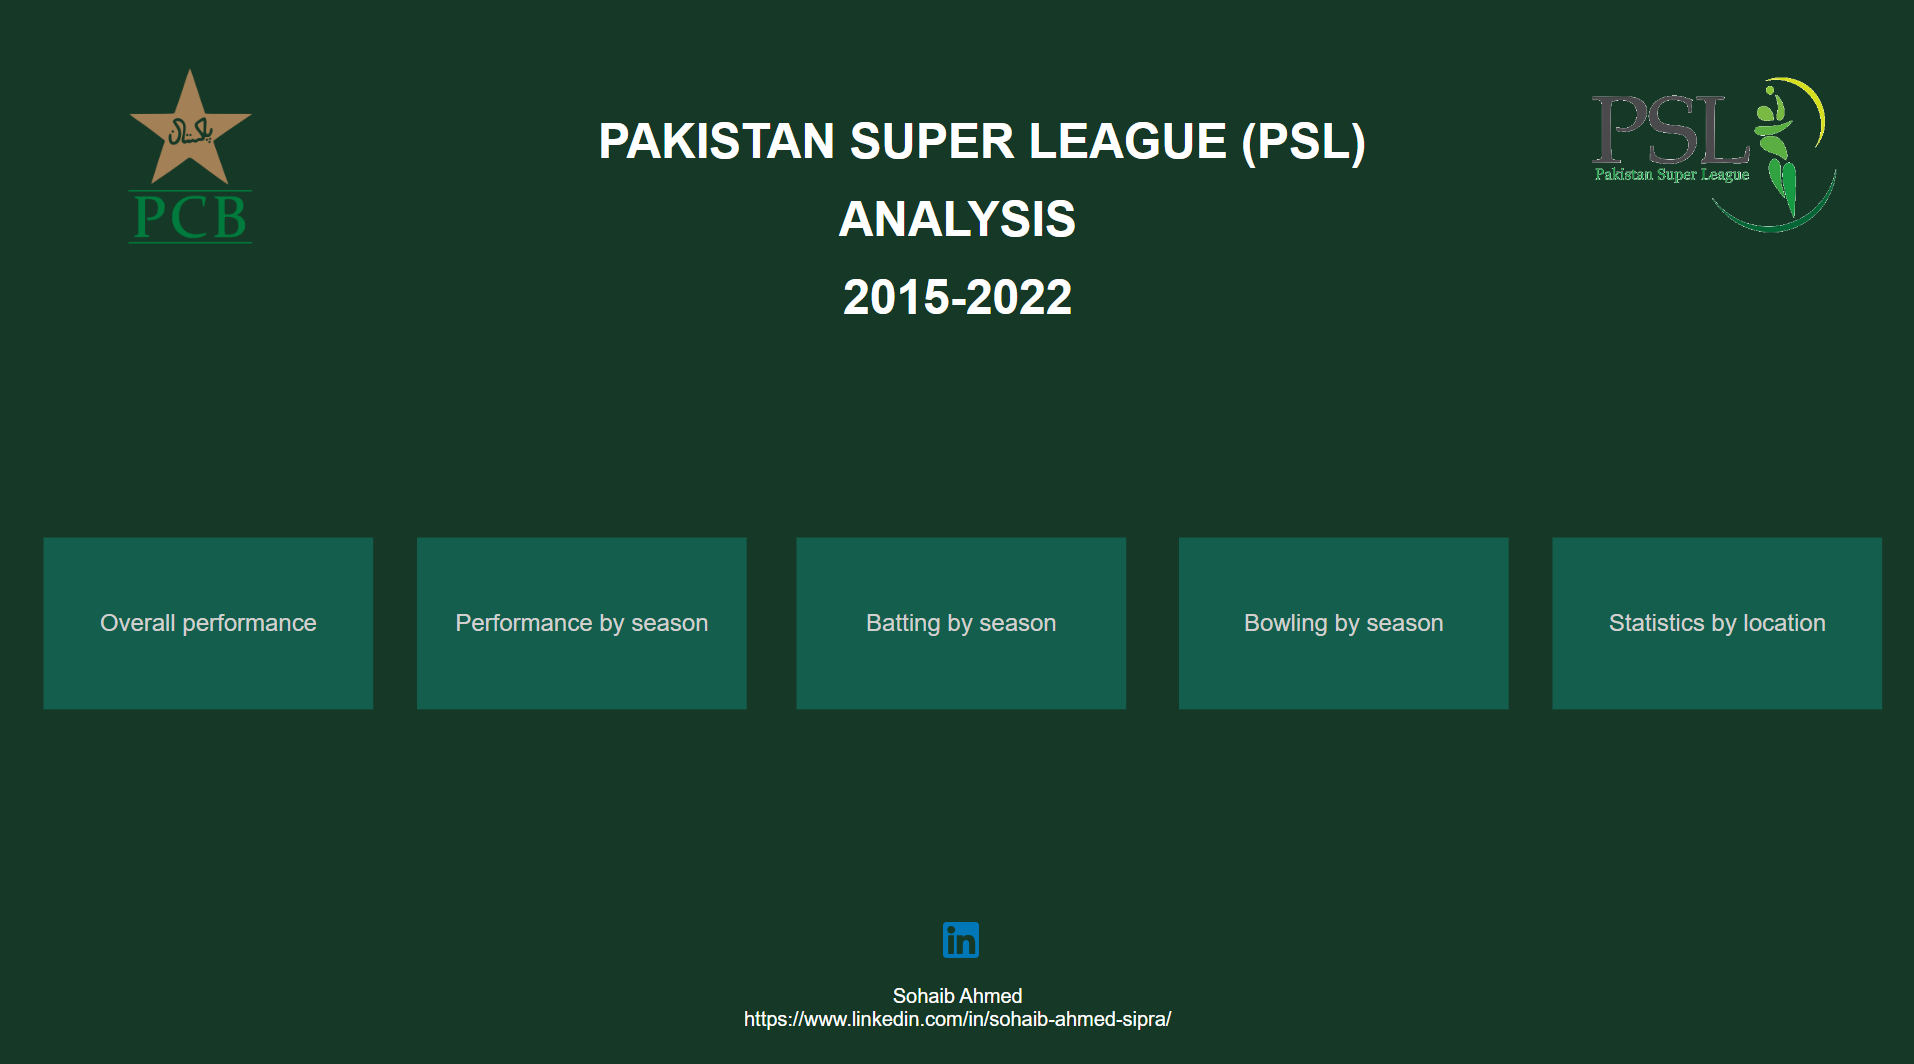 پاکستان
PCB
PAKISTAN SUPER LEAGUE (PSL)
ANALYSIS
2015-2022
PSL
Pakistan Super League
Overall performance
Performance by season
Batting by season
Bowling by season
Statistics by location
in
Sohaib Ahmed
https://www.linkedin.com/in/sohaib-ahmed-sipra/